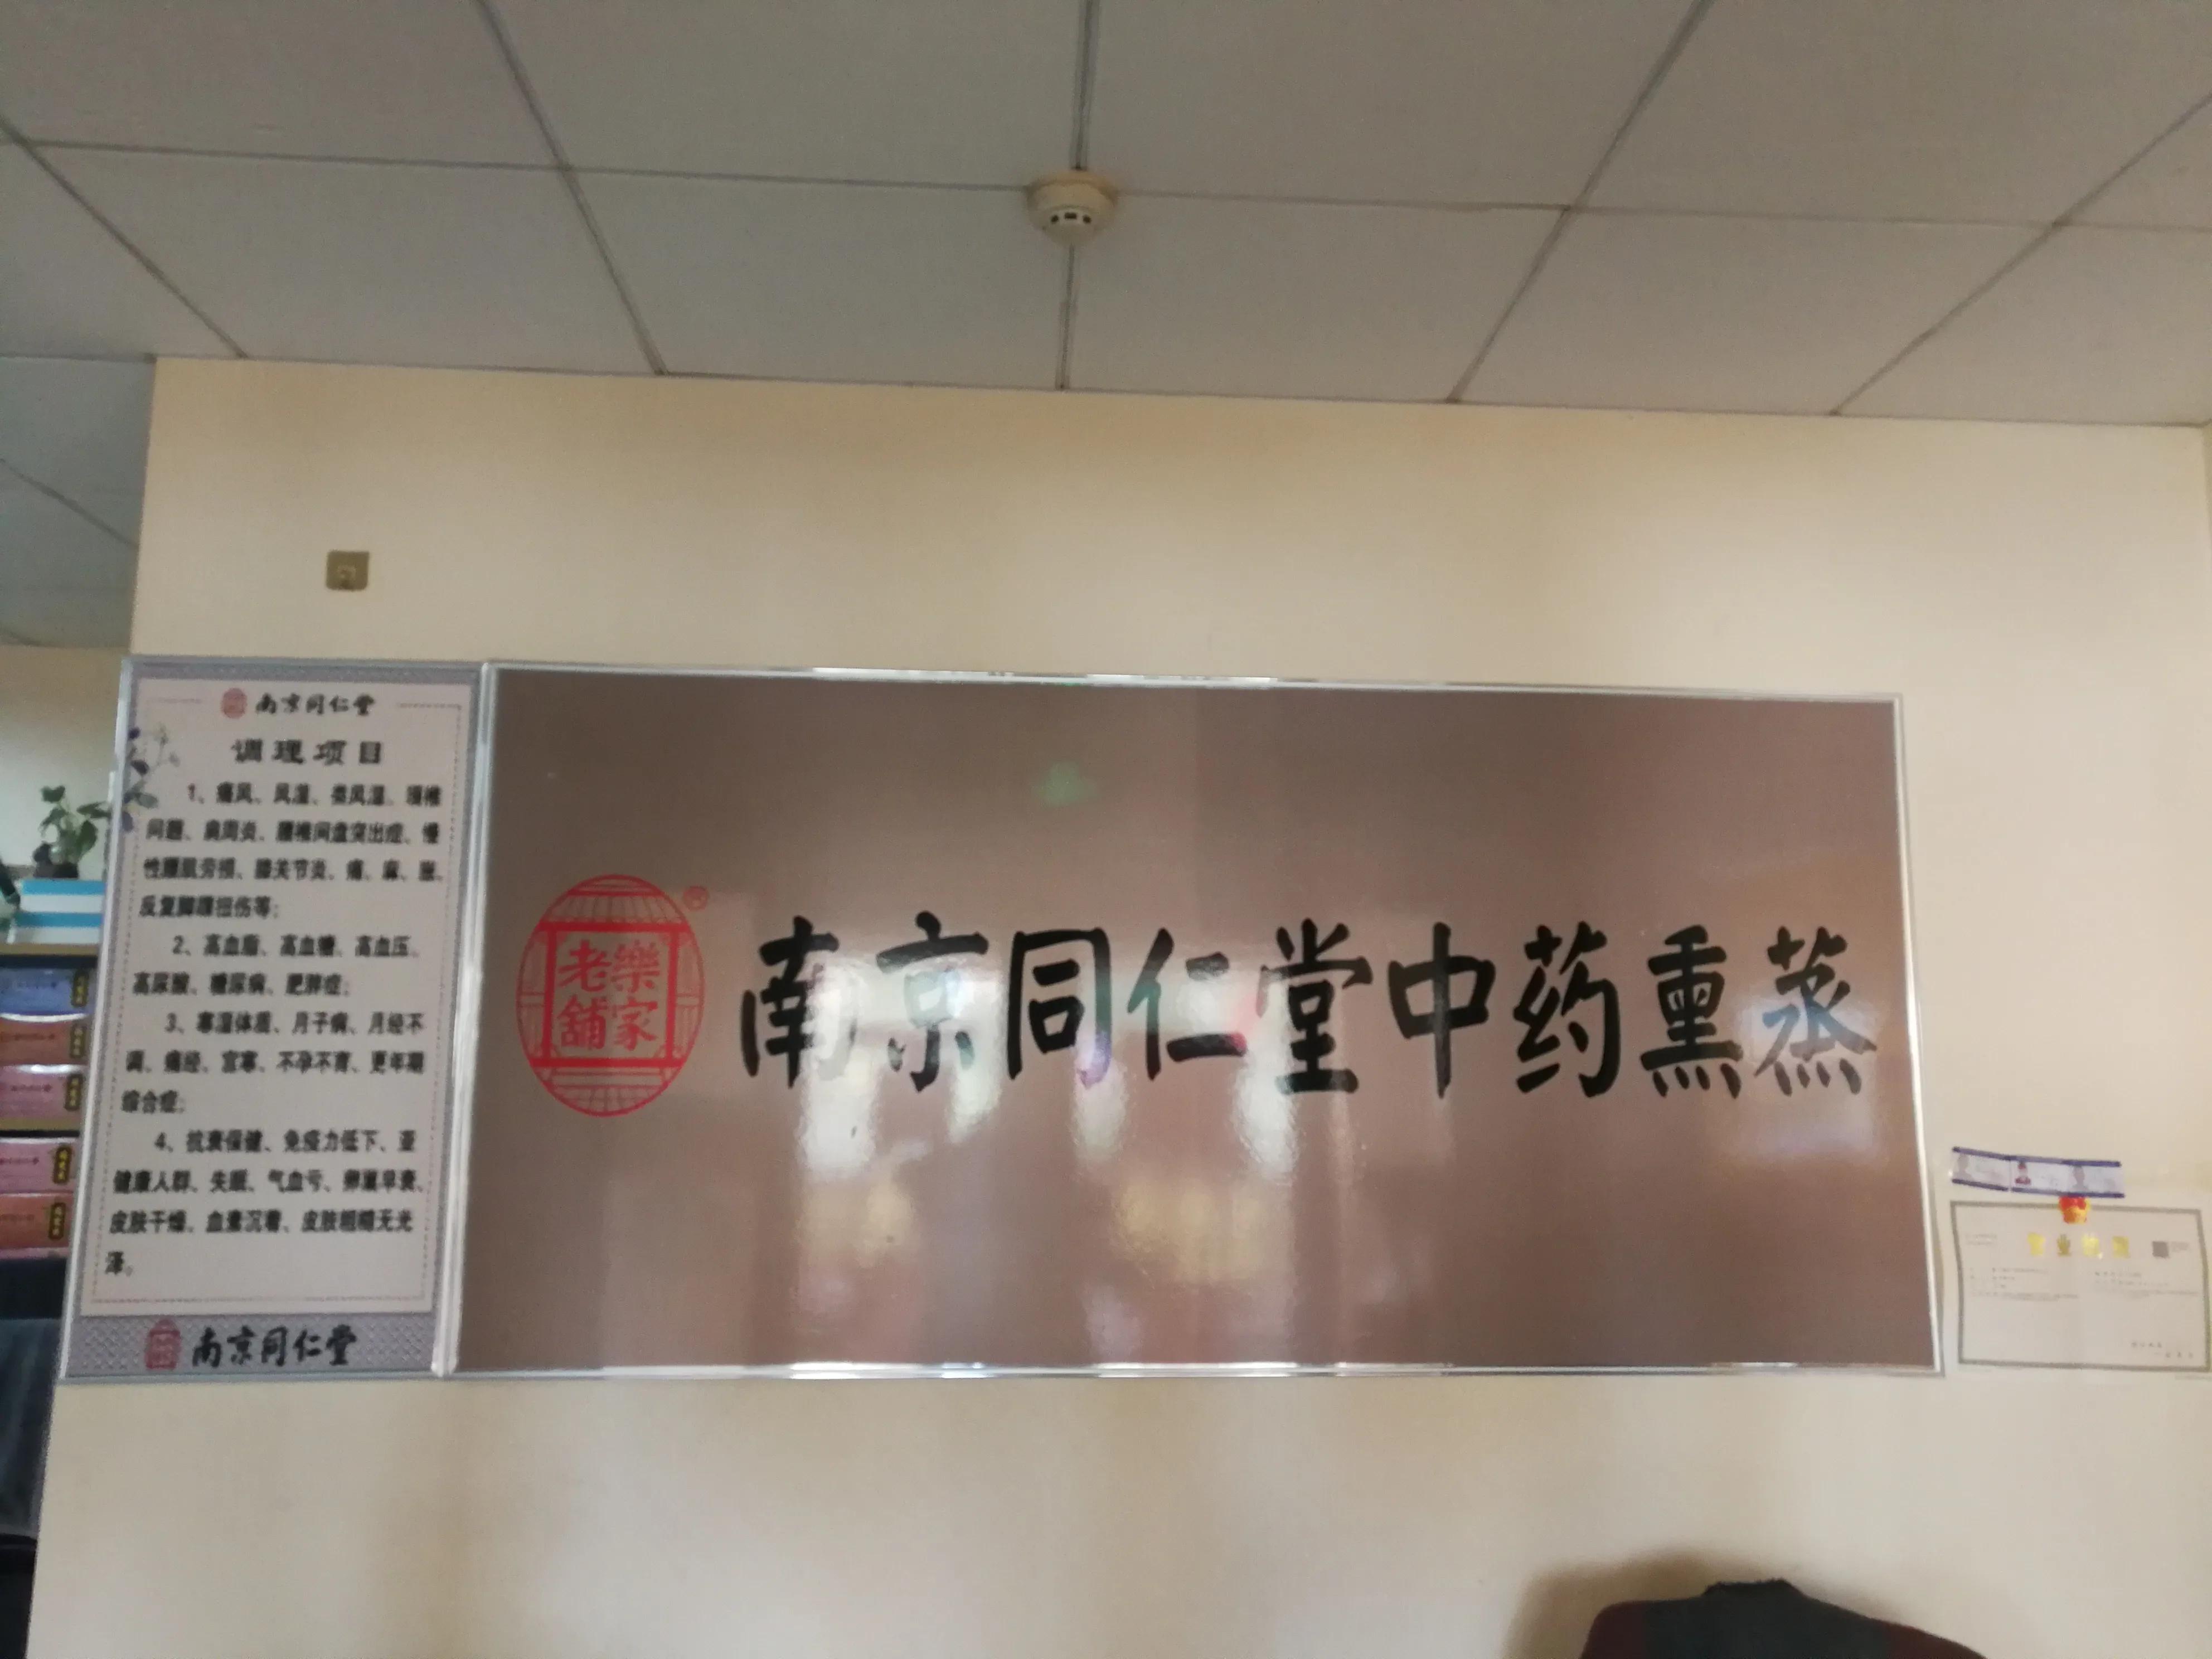 南京同仁堂
调理项目
1、痛风、风湿、类风湿、颈椎
问题、肩周炎、腰椎间盘突出症、慢
性腰肌劳损、膝关节炎、痛、麻、胀、
反复脚踝扭伤等；
2、高血脂、高血糖、高血压、
高尿酸、糖尿病、肥胖症；
3、寒湿体质、月子病、月经不
调、痛经、宫寒、不孕不育、更年期
综合症；
4、抗衰保健、免疫力低下、亚
健康人群、失眠、气血亏、卵巢早衰、
皮肤干燥、血素沉着、皮肤粗糙无光
泽。
南京同仁堂
樂家
老舖
®
南京同仁堂中药熏蒸
营业执照